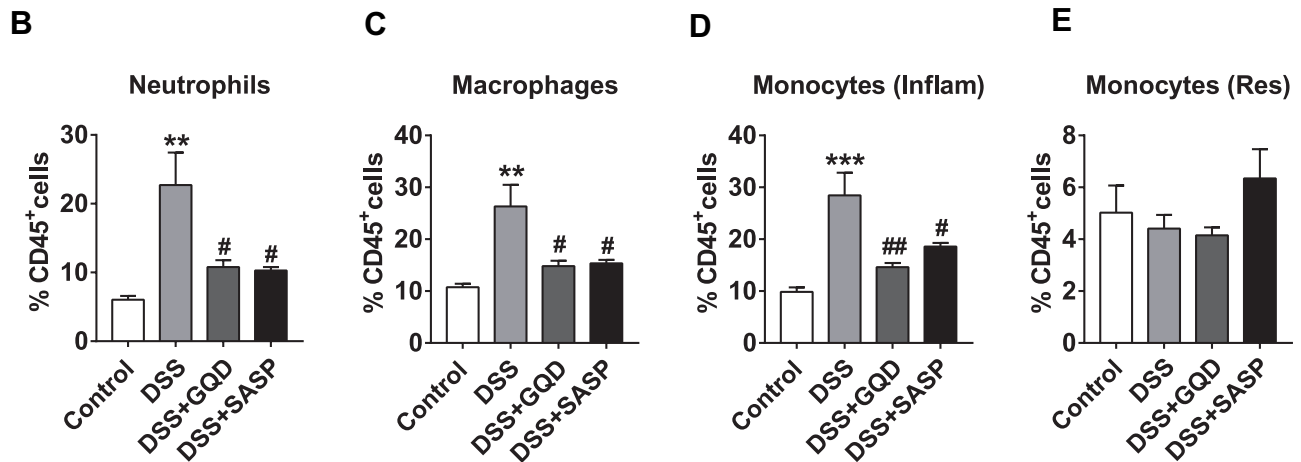 B
Neutrophils
% CD45+cells
30
20
10
0
**
#
#
Control
DSS
DSS+GQD
DSS+SASP
C
Macrophages
% CD45+cells
40
30
20
10
0
**
#
#
Control
DSS
DSS+GQD
DSS+SASP
D
Monocytes (Inflam)
% CD45+cells
40
30
20
10
0
***
##
#
Control
DSS
DSS+GQD
DSS+SASP
E
Monocytes (Res)
% CD45+cells
8
6
4
2
0
Control
DSS
DSS+GQD
DSS+SASP